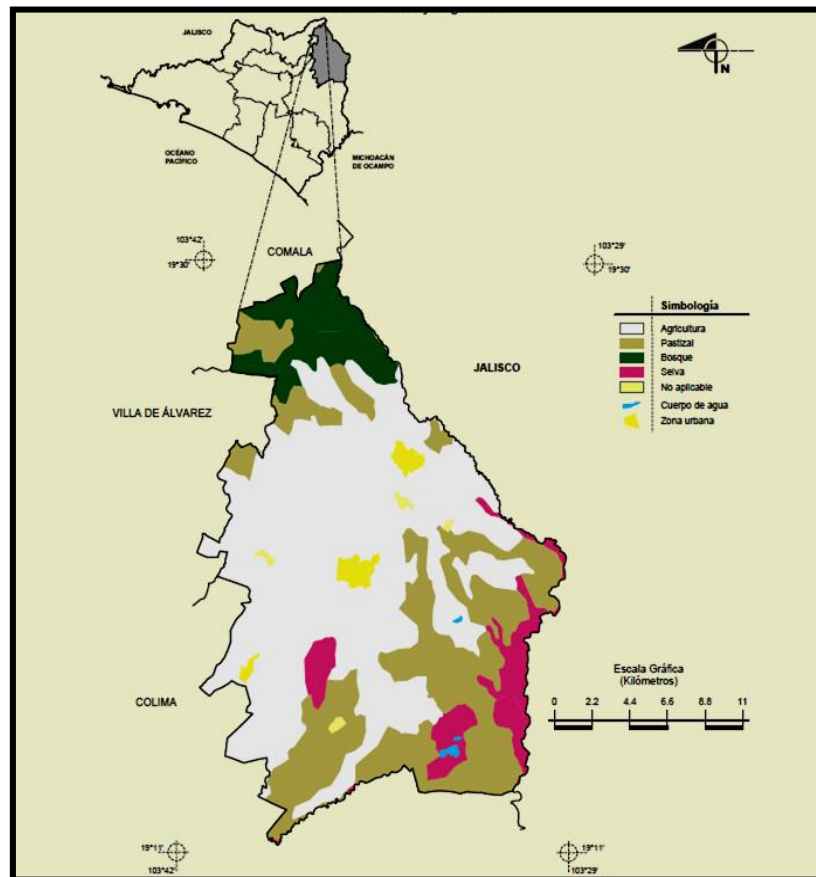 JALISCO
N
OCÉANO
PACÍFICO
MICHOACÁN
DE OCAMPO
103°42'
19°30'
COMALA
103°29'
19°30'
Simbología
Agricultura
Pastizal
Bosque
Selva
No aplicable
Cuerpo de agua
Zona urbana
JALISCO
VILLA DE ÁLVAREZ
Escala Gráfica
(Kilómetros)
0 2.2 4.4 6.6 8.8 11
COLIMA
19°11'
103°42'
19°11'
103°29'